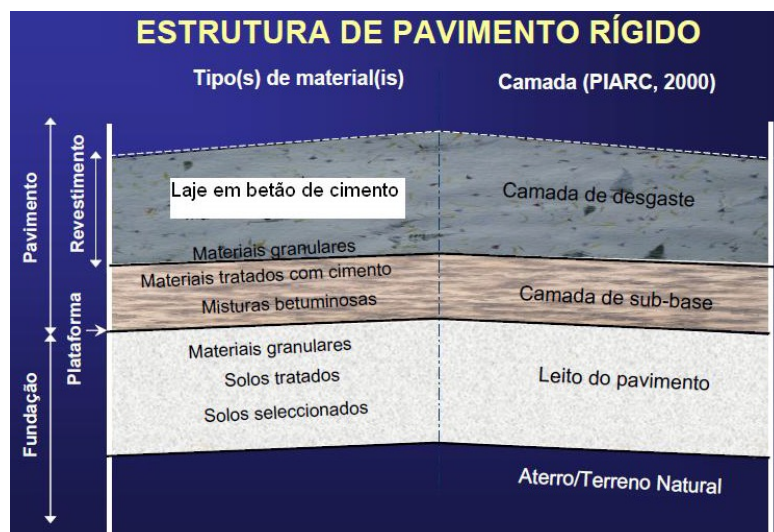 ESTRUTURA DE PAVIMENTO RÍGIDO
Tipo(s) de material(is)
Camada (PIARC, 2000)
Pavimento
Revestimento
Laje em betão de cimento
Camada de desgaste
Materiais granulares
Materiais tratados com cimento
Misturas betuminosas
Camada de sub-base
Plataforma
Fundação
Materiais granulares
Solos tratados
Solos seleccionados
Leito do pavimento
Aterro/Terreno Natural